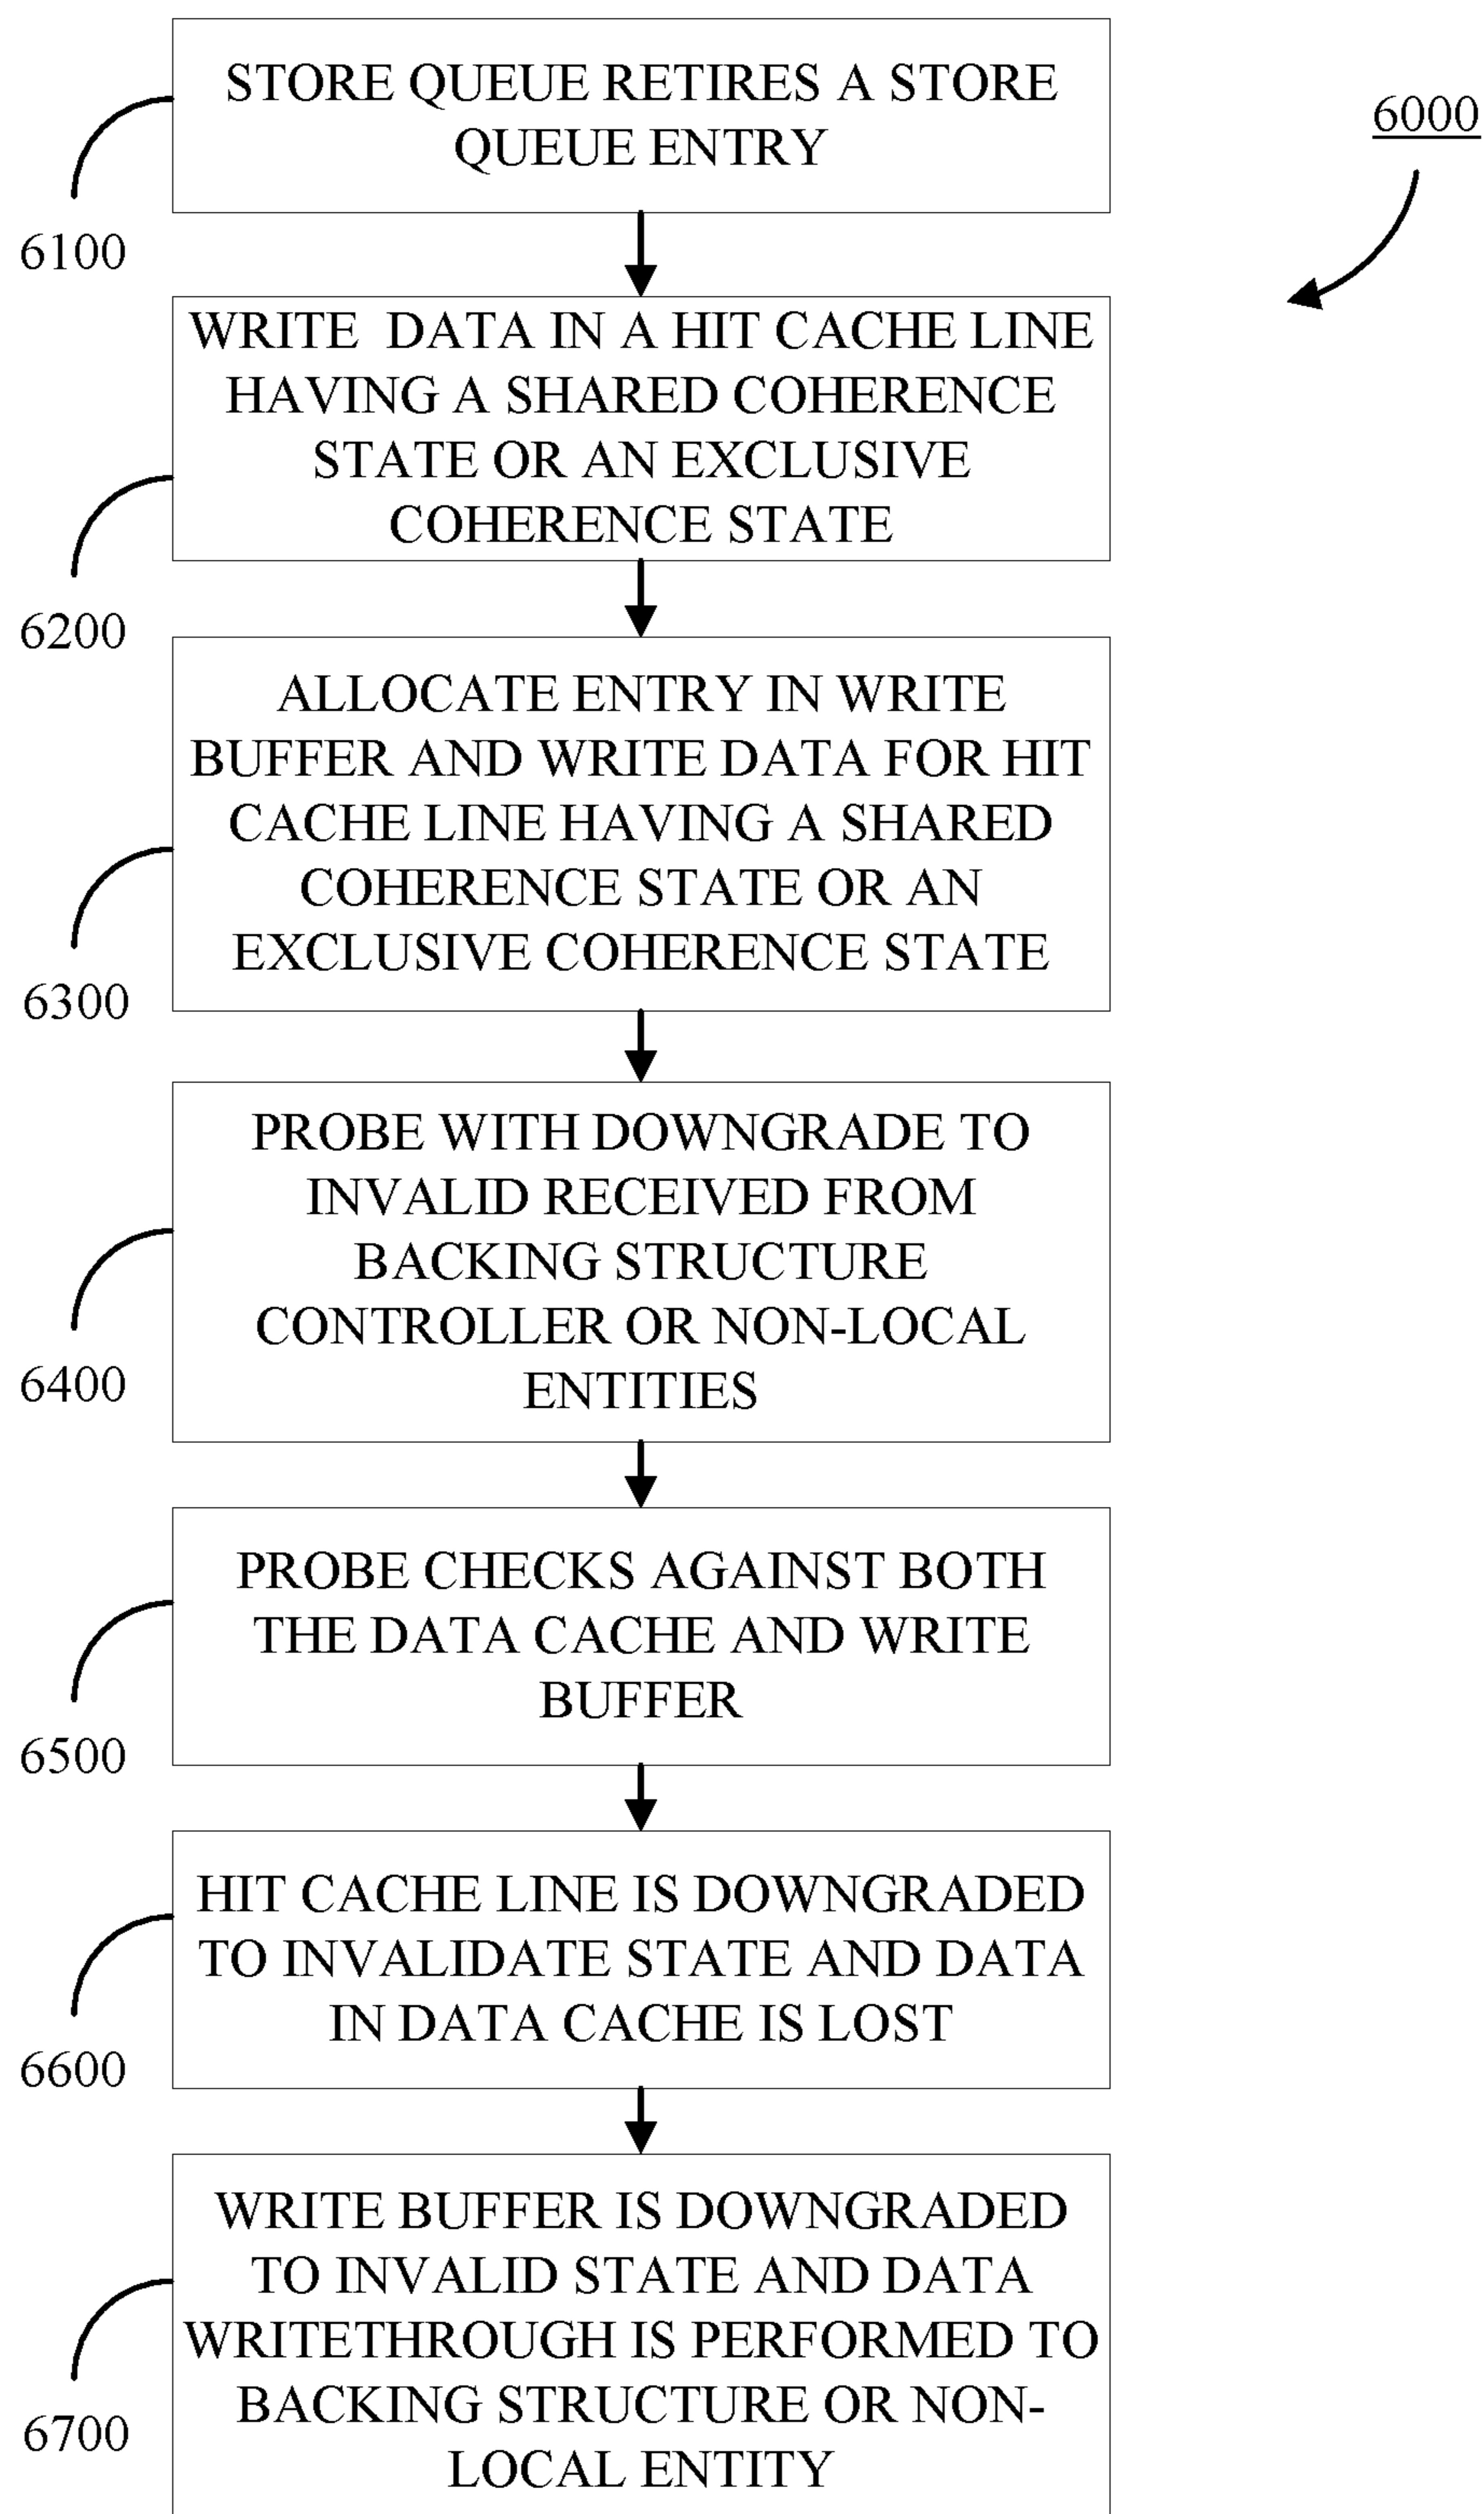 STORE QUEUE RETIRES A STORE
QUEUE ENTRY
6000
6100
WRITE DATA IN A HIT CACHE LINE
HAVING A SHARED COHERENCE
STATE OR AN EXCLUSIVE
COHERENCE STATE
6200
ALLOCATE ENTRY IN WRITE
BUFFER AND WRITE DATA FOR HIT
CACHE LINE HAVING A SHARED
COHERENCE STATE OR AN
EXCLUSIVE COHERENCE STATE
6300
PROBE WITH DOWNGRADE TO
INVALID RECEIVED FROM
BACKING STRUCTURE
CONTROLLER OR NON-LOCAL
ENTITIES
6400
PROBE CHECKS AGAINST BOTH
THE DATA CACHE AND WRITE
BUFFER
6500
HIT CACHE LINE IS DOWNGRADED
TO INVALIDATE STATE AND DATA
IN DATA CACHE IS LOST
6600
WRITE BUFFER IS DOWNGRADED
TO INVALID STATE AND DATA
WRITETHROUGH IS PERFORMED TO
BACKING STRUCTURE OR NON-
LOCAL ENTITY
6700